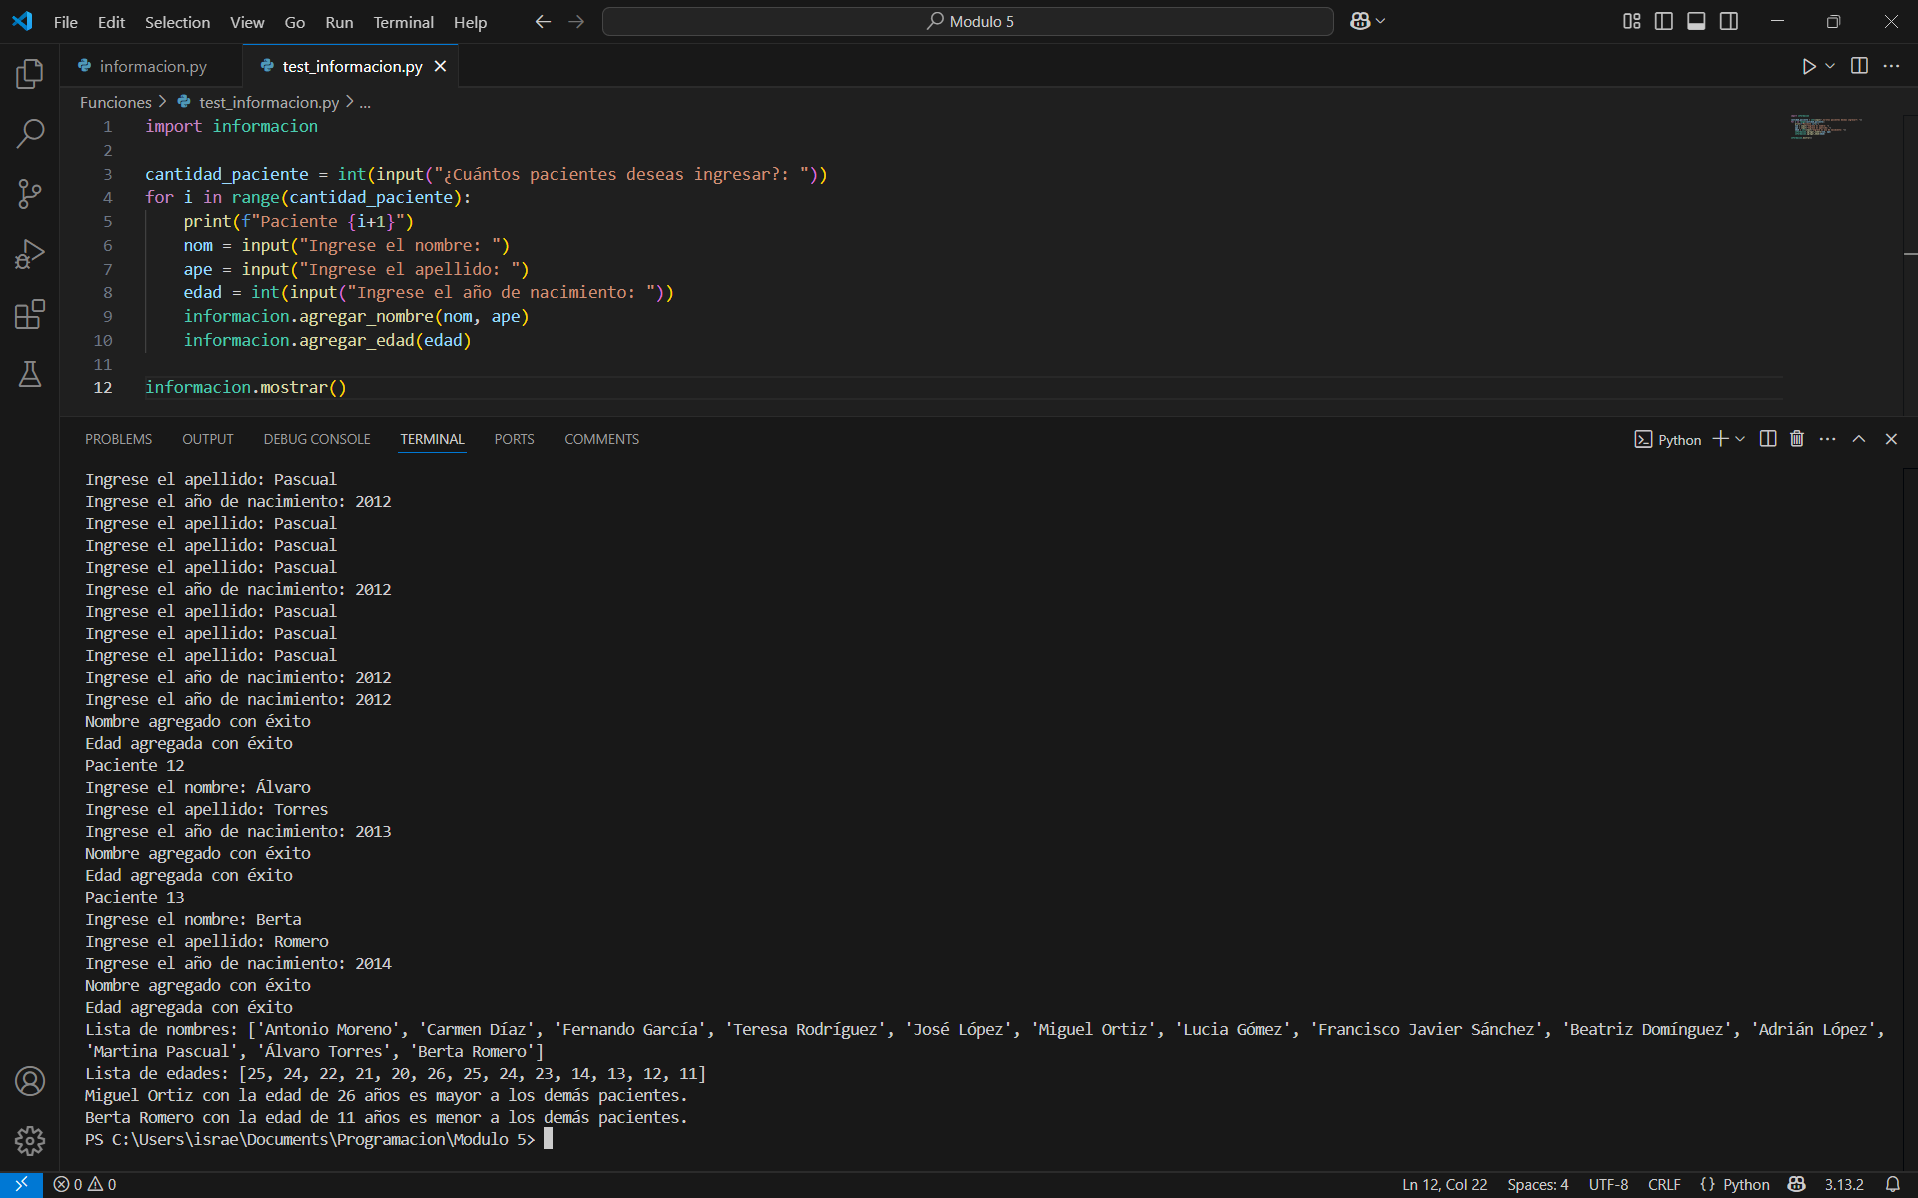 File Edit Selection View Go Run Terminal Help
Modulo 5
informacion.py
test_informacion.py
Funciones > test_informacion.py > ...
1 import informacion
2
3 cantidad_paciente = int(input("¿Cuántos pacientes deseas ingresar?: "))
4 for i in range(cantidad_paciente):
5     print(f"Paciente {i+1}")
6     nom = input("Ingrese el nombre: ")
7     ape = input("Ingrese el apellido: ")
8     edad = int(input("Ingrese el año de nacimiento: "))
9     informacion.agregar_nombre(nom, ape)
10     informacion.agregar_edad(edad)
11
12 informacion.mostrar()
PROBLEMS OUTPUT DEBUG CONSOLE TERMINAL PORTS COMMENTS
Python
Ingrese el apellido: Pascual
Ingrese el año de nacimiento: 2012
Ingrese el apellido: Pascual
Ingrese el apellido: Pascual
Ingrese el apellido: Pascual
Ingrese el año de nacimiento: 2012
Ingrese el apellido: Pascual
Ingrese el apellido: Pascual
Ingrese el apellido: Pascual
Ingrese el año de nacimiento: 2012
Ingrese el año de nacimiento: 2012
Nombre agregado con éxito
Edad agregada con éxito
Paciente 12
Ingrese el nombre: Álvaro
Ingrese el apellido: Torres
Ingrese el año de nacimiento: 2013
Nombre agregado con éxito
Edad agregada con éxito
Paciente 13
Ingrese el nombre: Berta
Ingrese el apellido: Romero
Ingrese el año de nacimiento: 2014
Nombre agregado con éxito
Edad agregada con éxito
Lista de nombres: ['Antonio Moreno', 'Carmen Díaz', 'Fernando García', 'Teresa Rodríguez', 'José López', 'Miguel Ortiz', 'Lucia Gómez', 'Francisco Javier Sánchez', 'Beatriz Domínguez', 'Adrián López',
'Martina Pascual', 'Álvaro Torres', 'Berta Romero']
Lista de edades: [25, 24, 22, 21, 20, 26, 25, 24, 23, 14, 13, 12, 11]
Miguel Ortiz con la edad de 26 años es mayor a los demás pacientes.
Berta Romero con la edad de 11 años es menor a los demás pacientes.
PS C:\Users\israe\Documents\Programacion\Modulo 5>
0 0
Ln 12, Col 22 Spaces: 4 UTF-8 CRLF {} Python 3.13.2